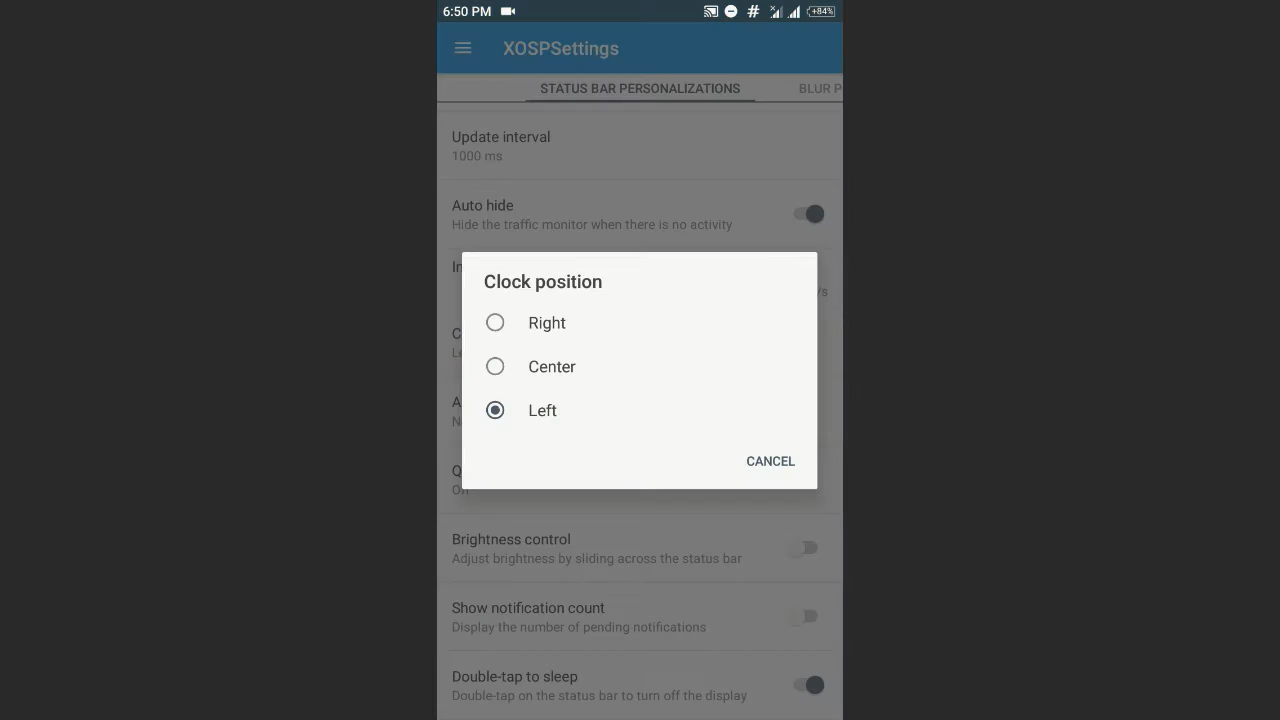 6:50 PM
+84%
XOSPSettings
STATUS BAR PERSONALIZATIONS
BLUR P
Update interval
1000 ms
Auto hide
Hide the traffic monitor when there is no activity
In
/s
Clock position
Right
Center
Left
CANCEL
On
Brightness control
Adjust brightness by sliding across the status bar
Show notification count
Display the number of pending notifications
Double-tap to sleep
Double-tap on the status bar to turn off the display